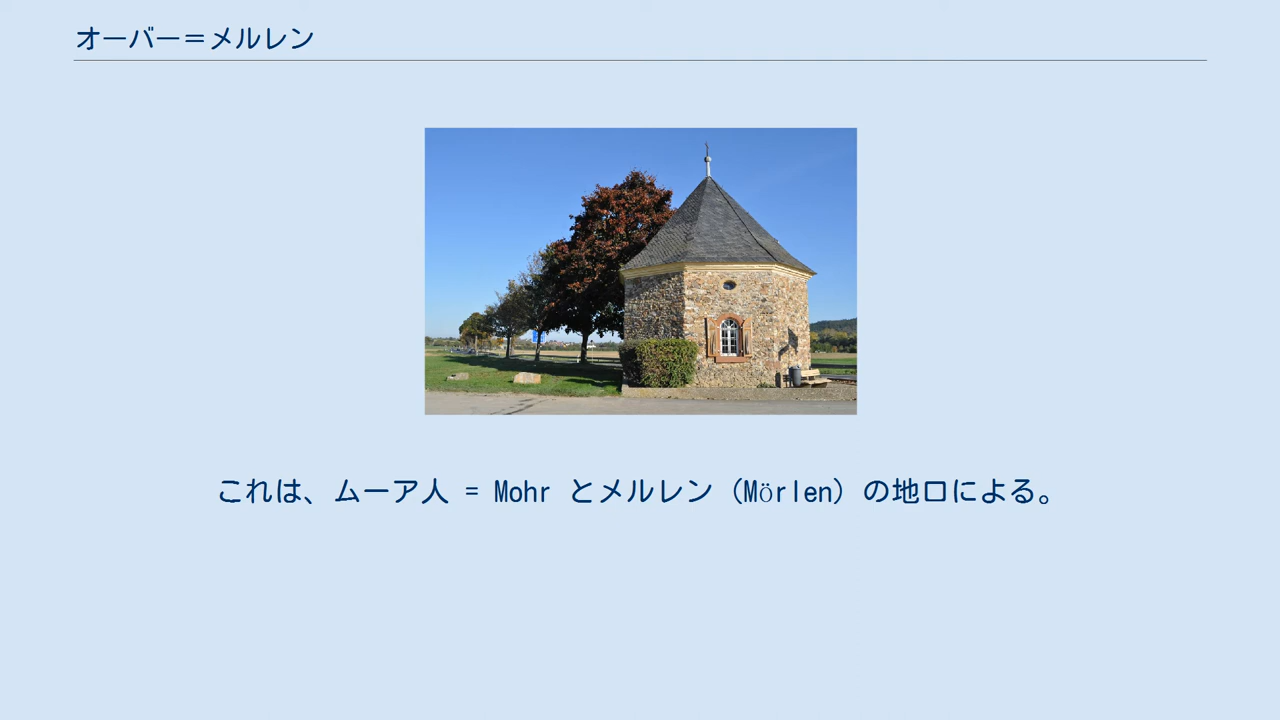 オーバー＝メルレン
これは、ムーア人 = Mohr とメルレン（Mörlen）の地口による。